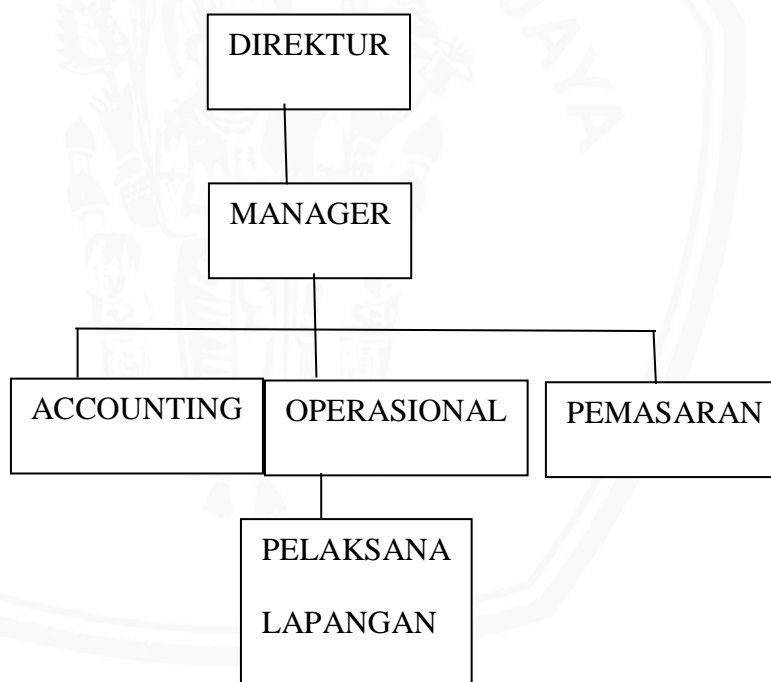 DIREKTUR
MANAGER
ACCOUNTING
OPERASIONAL
PEMASARAN
PELAKSANA
LAPANGAN